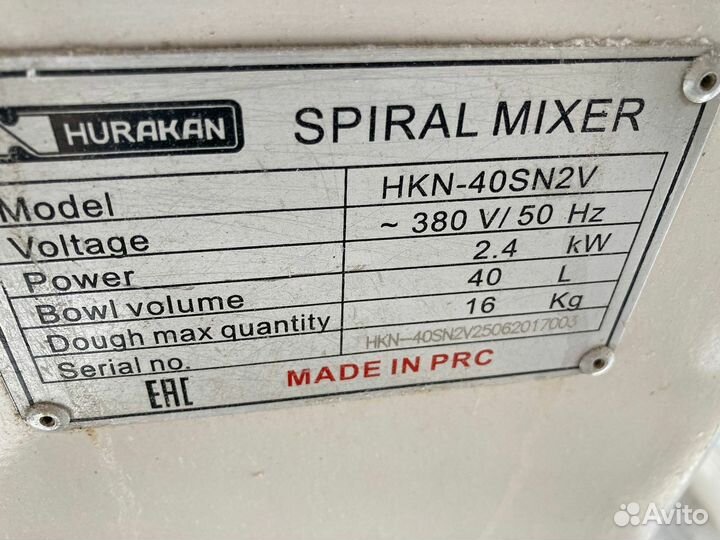 HURAKAN SPIRAL MIXER
Model HKN-40SN2V
Voltage ~ 380 V/ 50 Hz
Power 2.4 kW
Bowl volume 40 L
Dough max quantity 16 Kg
Serial no. HKN-40SN2V25062017003
EAC MADE IN PRC
Avito